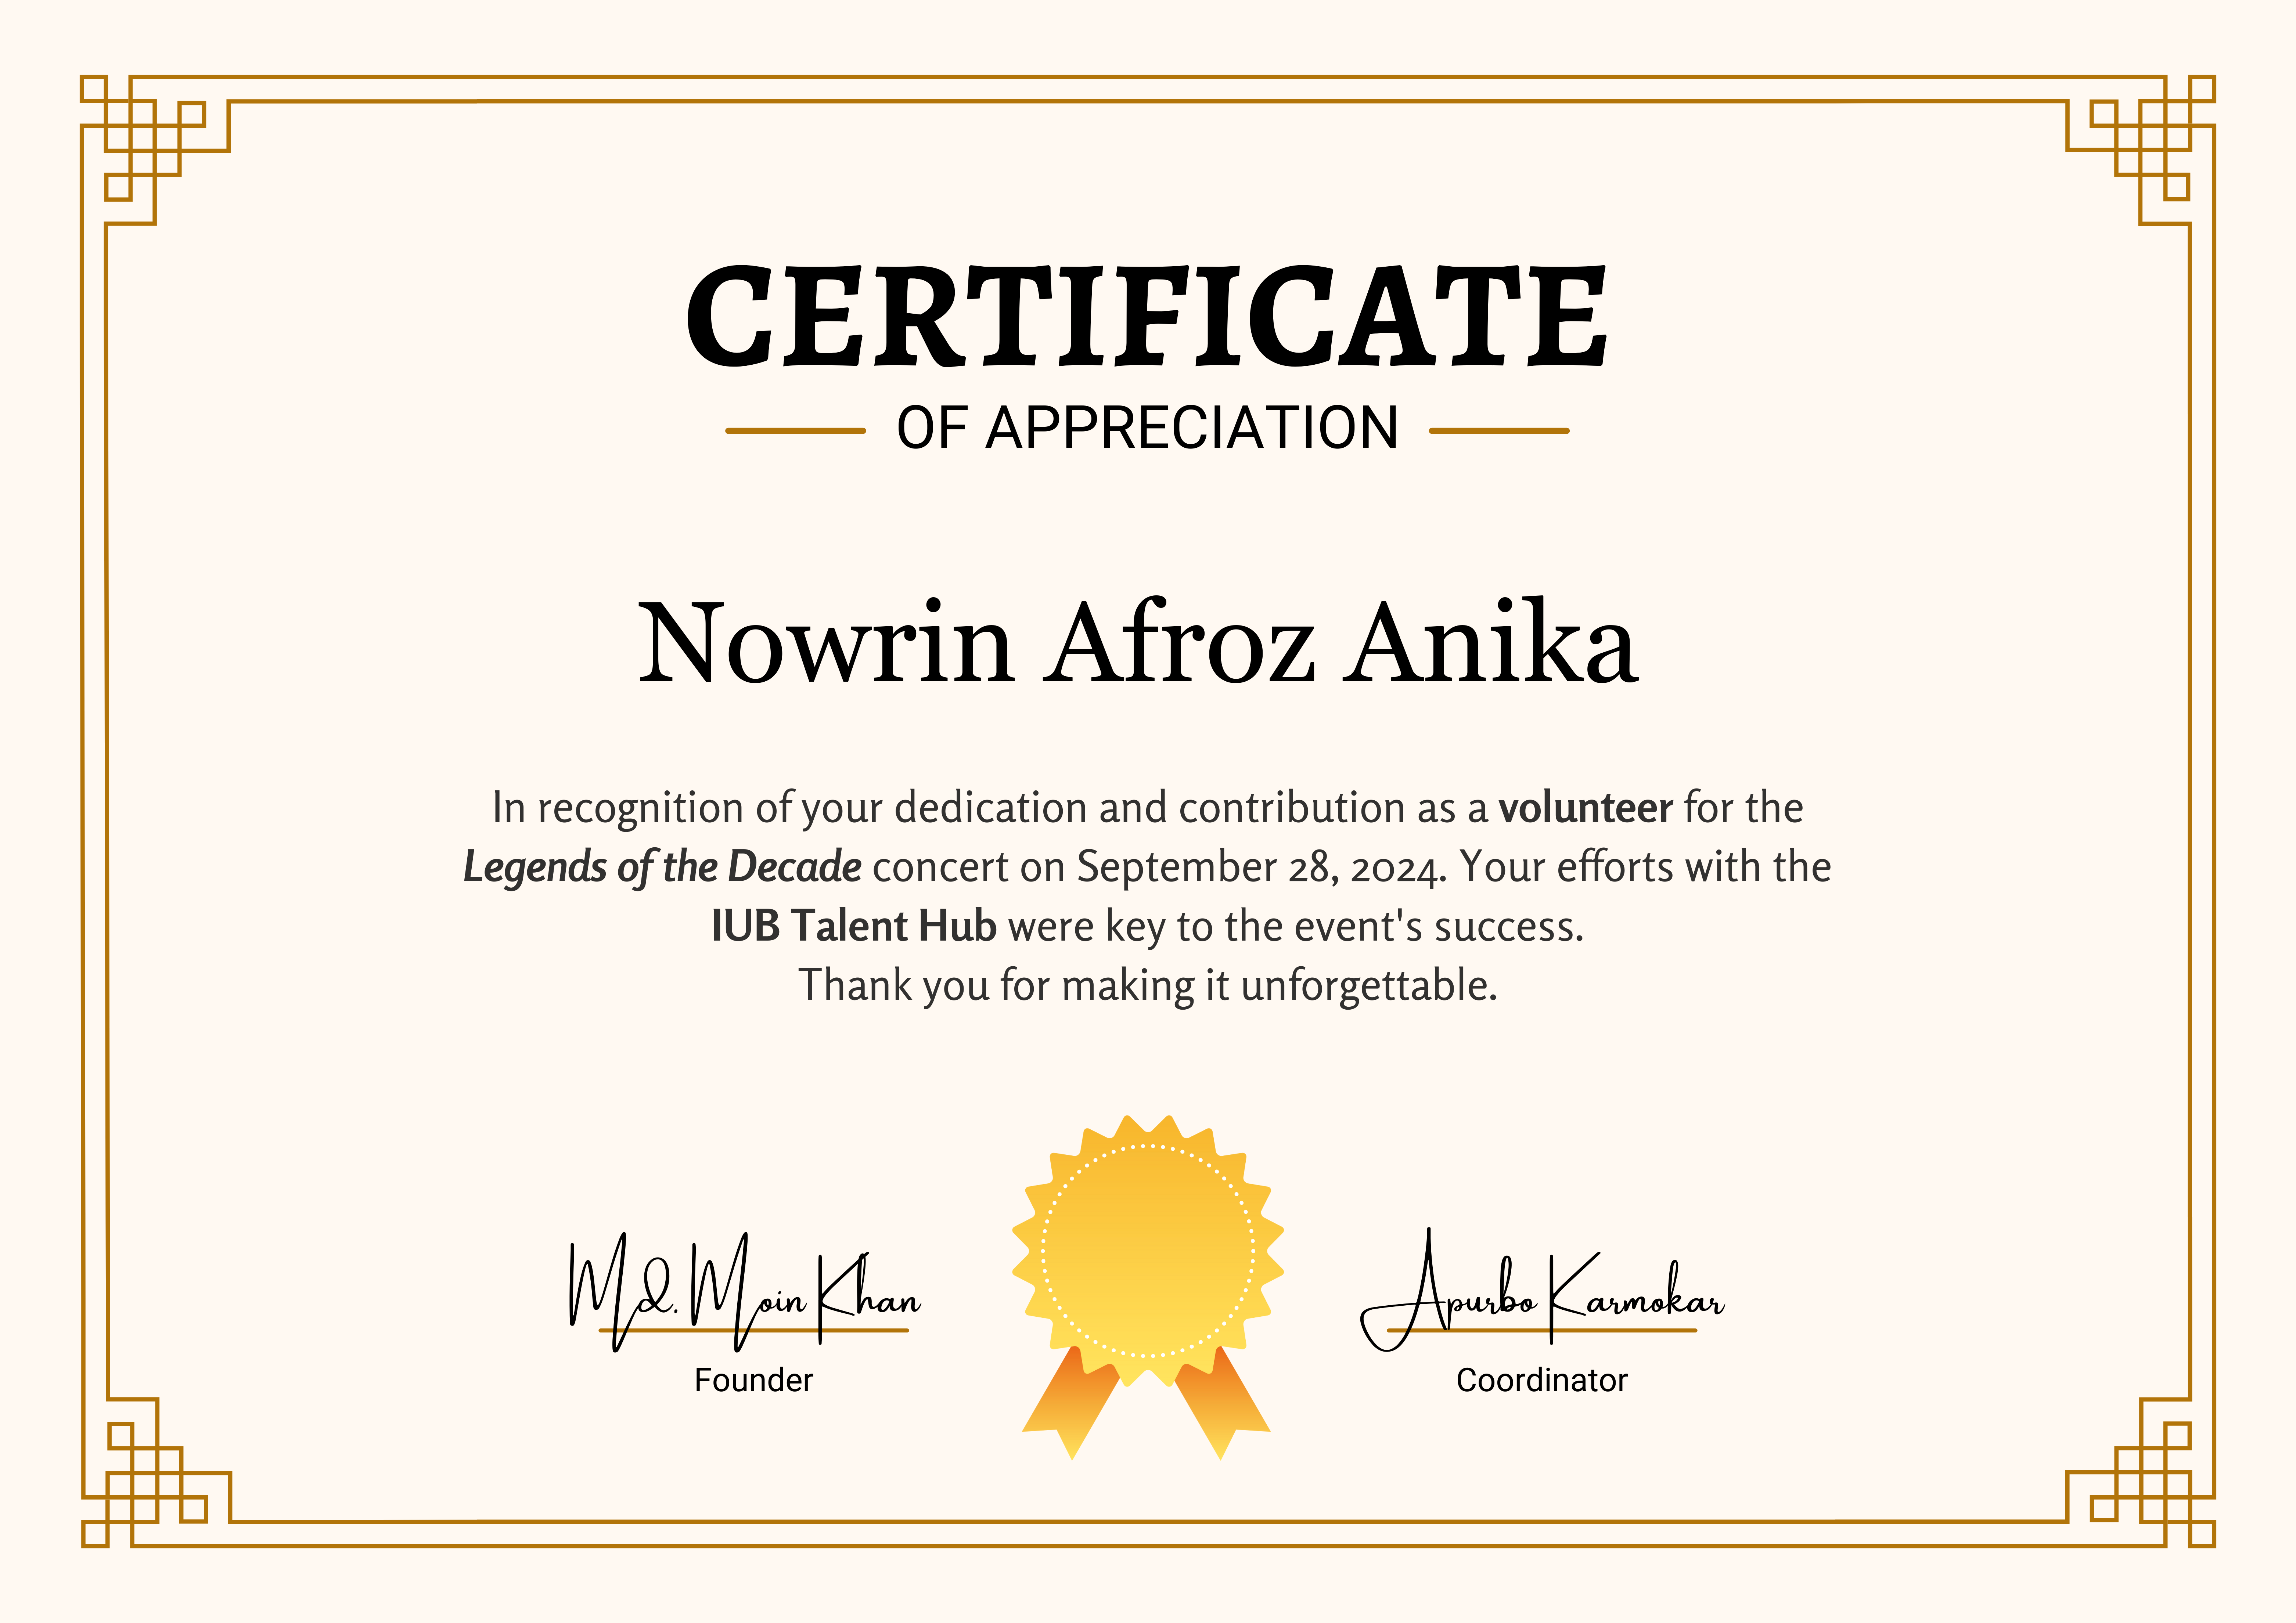 CERTIFICATE
OF APPRECIATION
Nowrin Afroz Anika
In recognition of your dedication and contribution as a volunteer for the
Legends of the Decade concert on September 28, 2024. Your efforts with the
IUB Talent Hub were key to the event's success.
Thank you for making it unforgettable.
Md. Moin Khan
Founder
Apurbo Karmokar
Coordinator